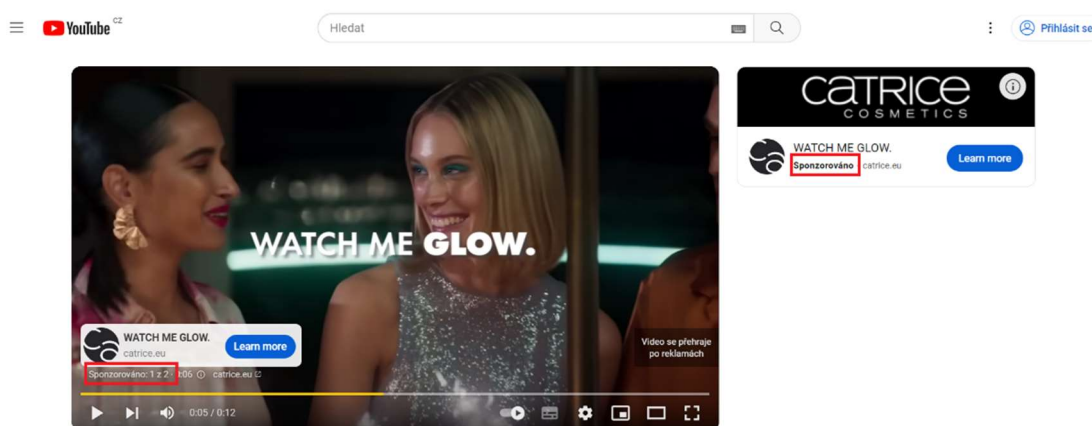 YouTube CZ
Hledat
Přihlásit se
CATRICE
COSMETICS
WATCH ME GLOW.
Sponzorováno catrice.eu
Learn more
WATCH ME GLOW.
WATCH ME GLOW.
catrice.eu
Learn more
Video se přehraje
po reklamách
Sponzorováno: 1 z 2 · 0:06 catrice.eu
0:05 / 0:12